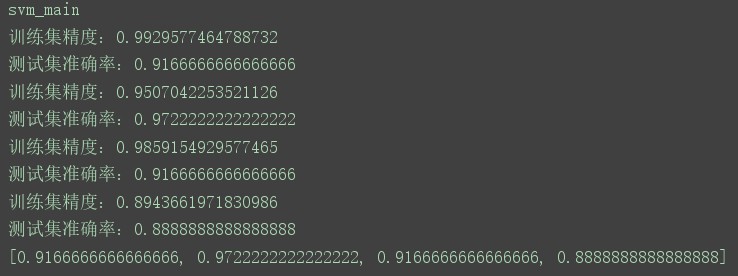 svm_main
训练集精度：0.9929577464788732
测试集准确率：0.9166666666666666
训练集精度：0.9507042253521126
测试集准确率：0.9722222222222222
训练集精度：0.9859154929577465
测试集准确率：0.9166666666666666
训练集精度：0.8943661971830986
测试集准确率：0.8888888888888888
[0.9166666666666666, 0.9722222222222222, 0.9166666666666666, 0.8888888888888888]